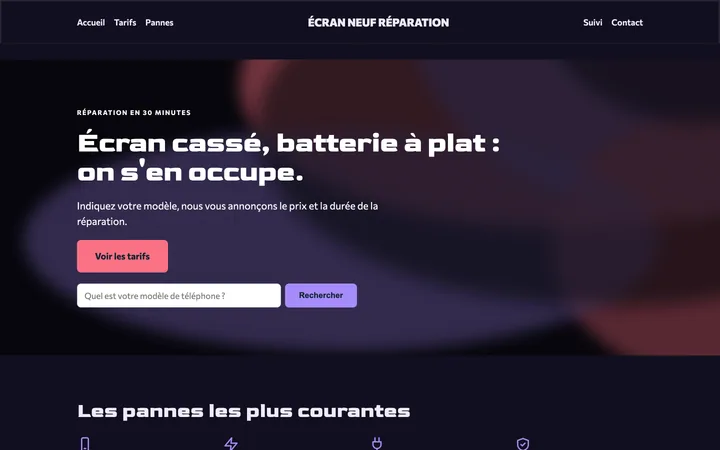 Accueil Tarifs Pannes ÉCRAN NEUF RÉPARATION Suivi Contact
RÉPARATION EN 30 MINUTES
Écran cassé, batterie à plat :
on s'en occupe.
Indiquez votre modèle, nous vous annonçons le prix et la durée de la
réparation.
Voir les tarifs
Quel est votre modèle de téléphone ? Rechercher
Les pannes les plus courantes